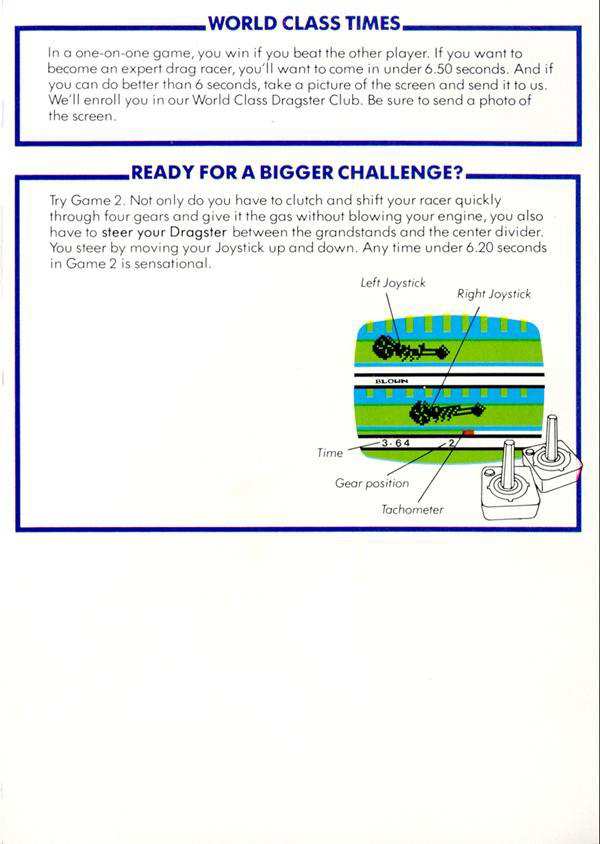 WORLD CLASS TIMES
In a one-on-one game, you win if you beat the other player. If you want to
become an expert drag racer, you'll want to come in under 6.50 seconds. And if
you can do better than 6 seconds, take a picture of the screen and send it to us.
We'll enroll you in our World Class Dragster Club. Be sure to send a photo of
the screen.
READY FOR A BIGGER CHALLENGE?
Try Game 2. Not only do you have to clutch and shift your racer quickly
through four gears and give it the gas without blowing your engine, you also
have to steer your Dragster between the grandstands and the center divider.
You steer by moving your Joystick up and down. Any time under 6.20 seconds
in Game 2 is sensational.
Left Joystick
Right Joystick
BLOWN
3.64 2
Time
Gear position
Tachometer